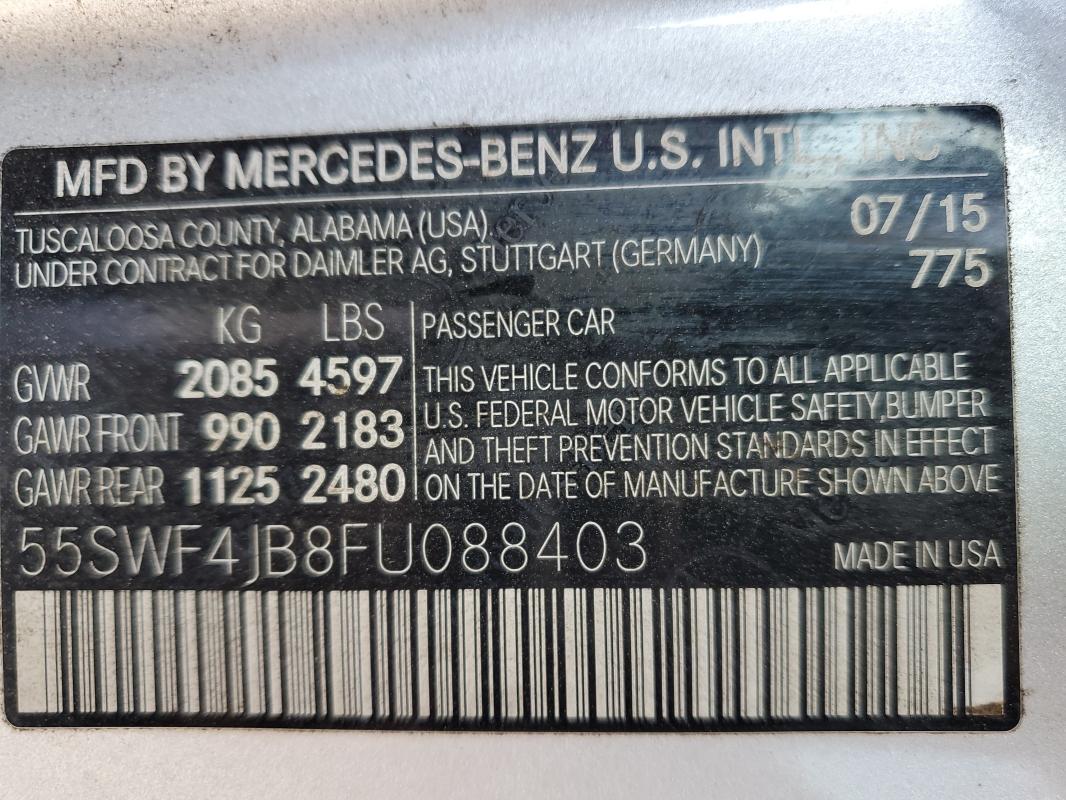 MFD BY MERCEDES-BENZ U.S. INTL., INC
TUSCALOOSA COUNTY, ALABAMA (USA)
UNDER CONTRACT FOR DAIMLER AG, STUTTGART (GERMANY)
07/15
775
KG LBS
GVWR 2085 4597
GAWR FRONT 990 2183
GAWR REAR 1125 2480
PASSENGER CAR
THIS VEHICLE CONFORMS TO ALL APPLICABLE
U.S. FEDERAL MOTOR VEHICLE SAFETY,BUMPER
AND THEFT PREVENTION STANDARDS IN EFFECT
ON THE DATE OF MANUFACTURE SHOWN ABOVE
55SWF4JB8FU088403
MADE IN USA